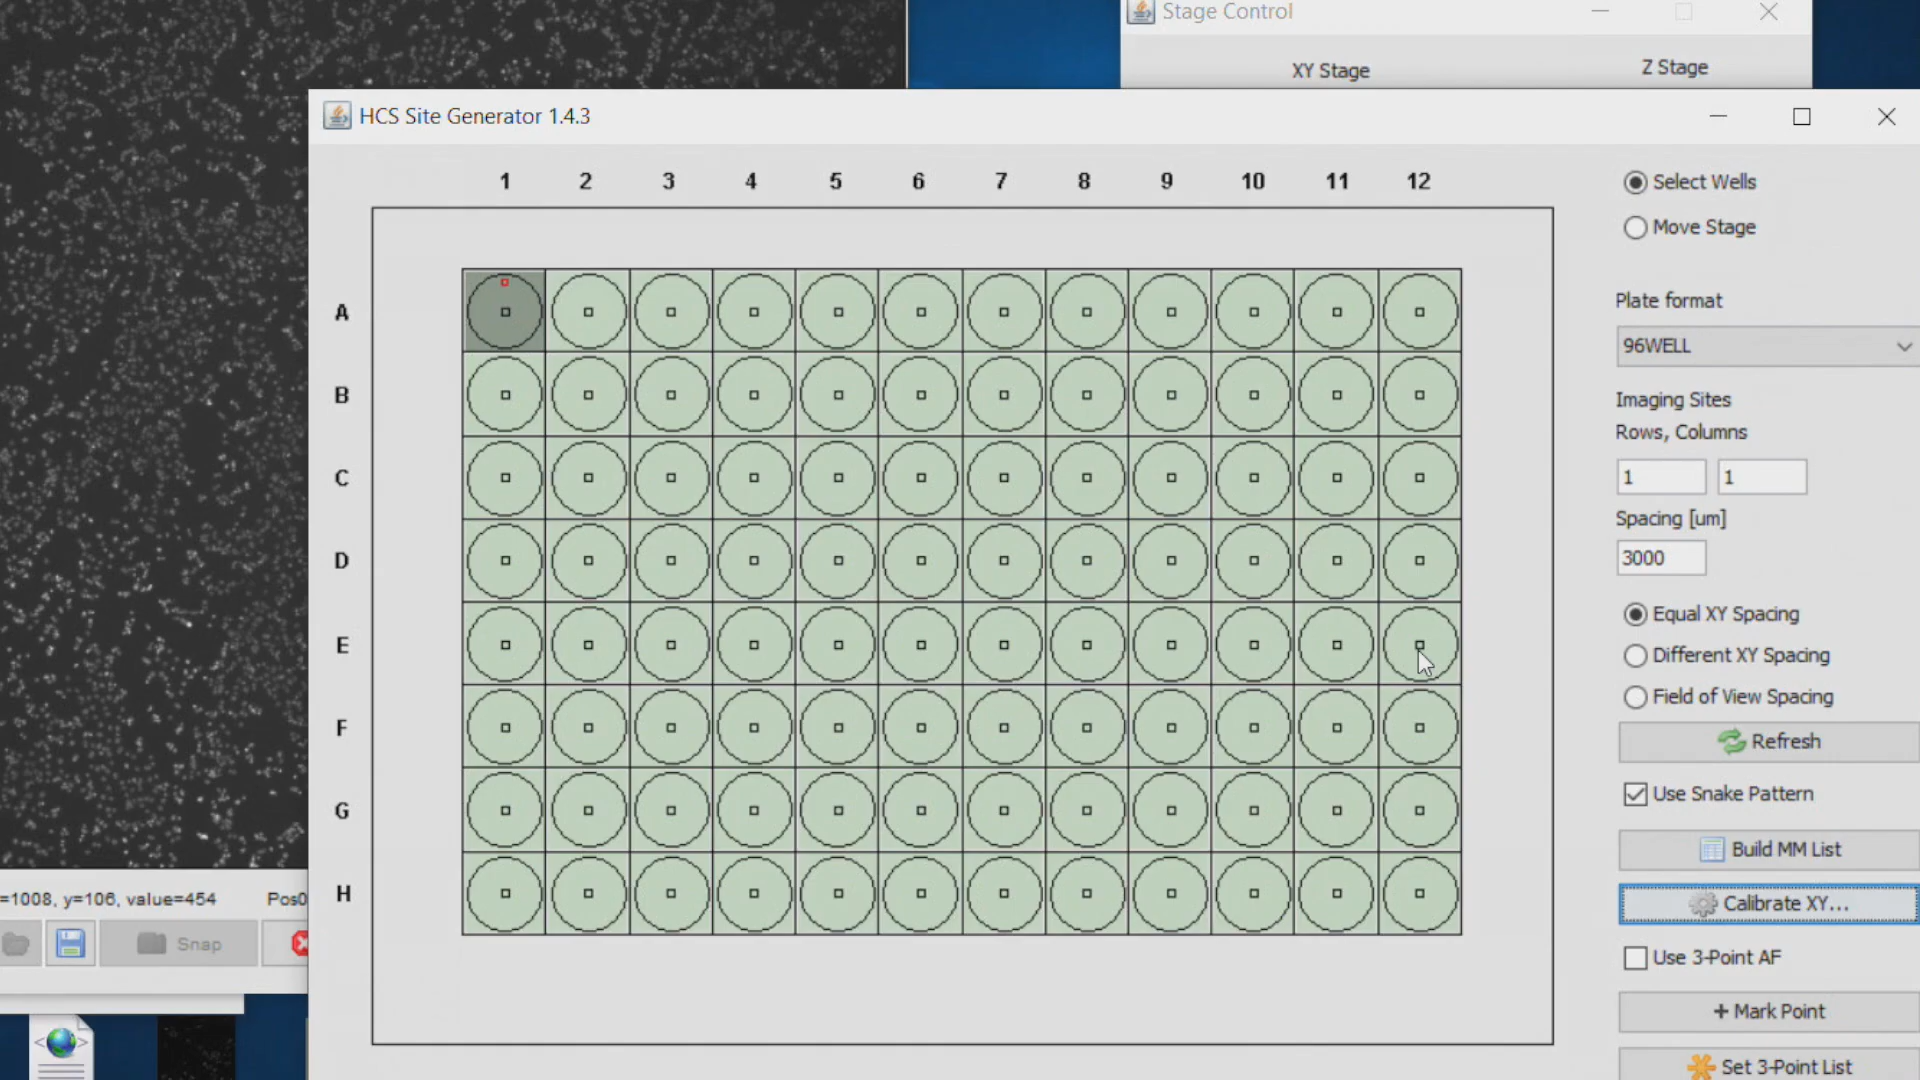 Stage Control
XY Stage
Z Stage
HCS Site Generator 1.4.3
1 2 3 4 5 6 7 8 9 10 11 12
A
B
C
D
E
F
G
H
Select Wells
Move Stage
Plate format
96WELL
Imaging Sites
Rows, Columns
1 1
Spacing [um]
3000
Equal XY Spacing
Different XY Spacing
Field of View Spacing
Refresh
Use Snake Pattern
Build MM List
Calibrate XY...
Use 3-Point AF
+ Mark Point
Set 3-Point List
=1008, y=106, value=454
Pos0
Snap